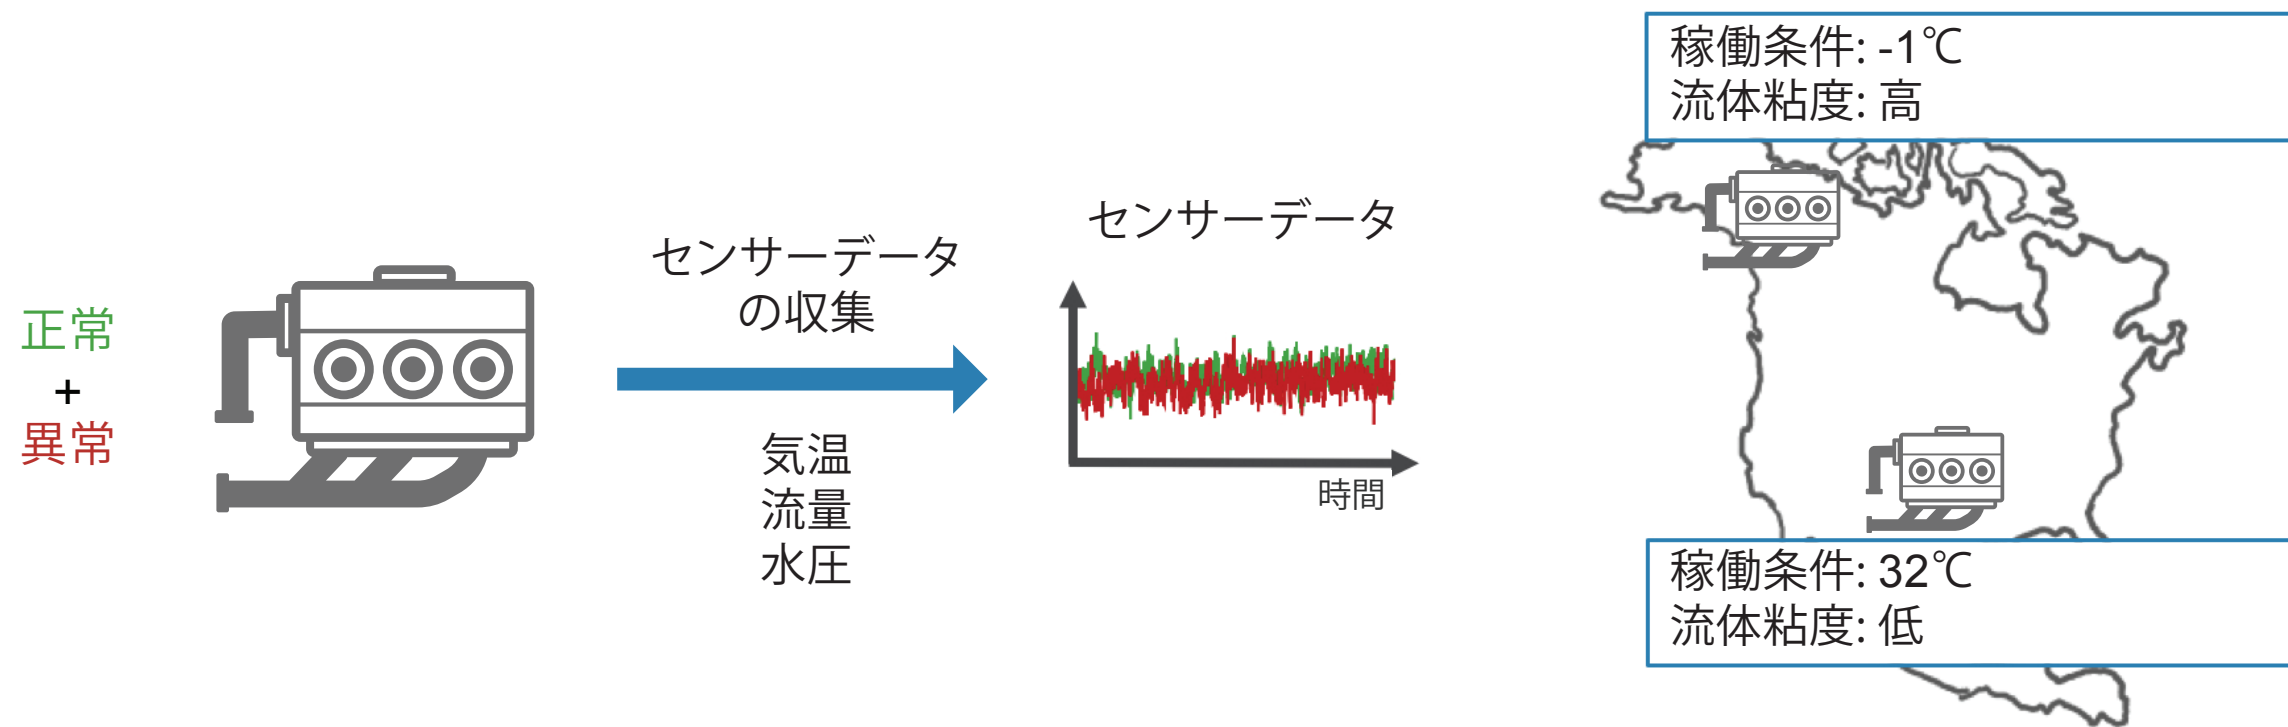 正常
+
異常
センサーデータ
の収集
気温
流量
水圧
センサーデータ
時間
稼働条件: -1℃
流体粘度: 高
稼働条件: 32℃
流体粘度: 低